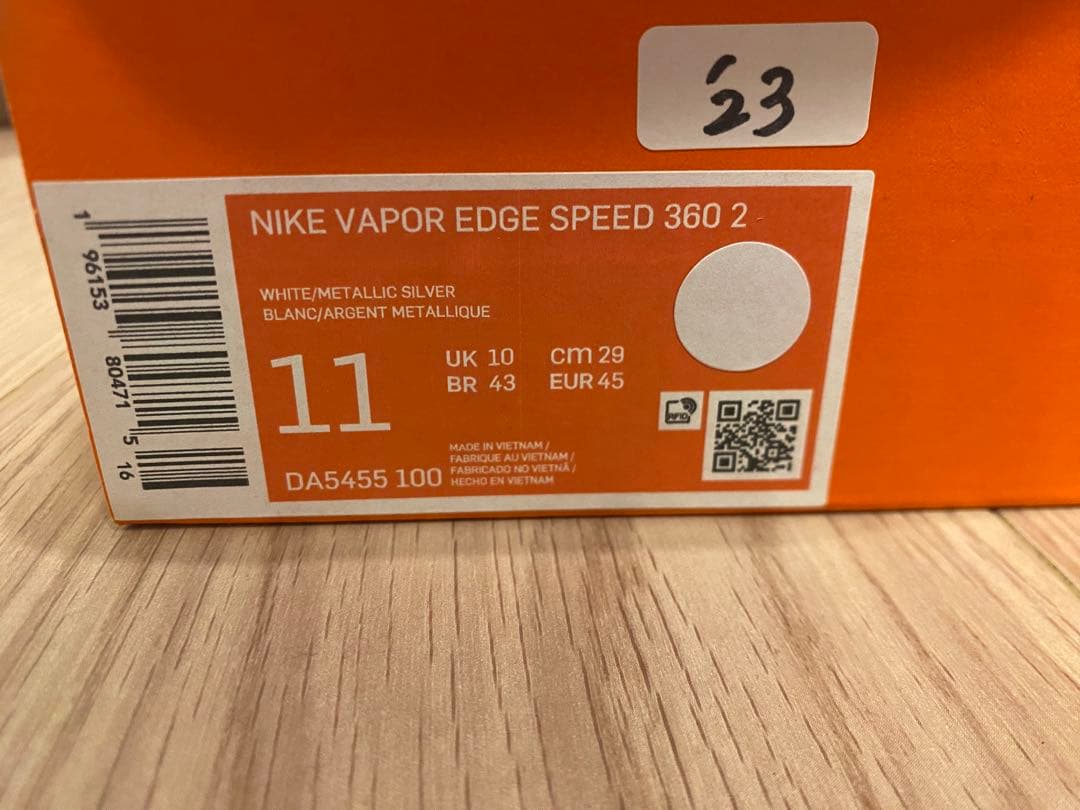 '23
NIKE VAPOR EDGE SPEED 360 2
WHITE/METALLIC SILVER
BLANC/ARGENT METALLIQUE
11
UK 10 cm 29
BR 43 EUR 45
RFID
DA5455 100
MADE IN VIETNAM /
FABRIQUE AU VIETNAM /
FABRICADO NO VIETNÃ /
HECHO EN VIETNAM
1 96153 80471 5 16